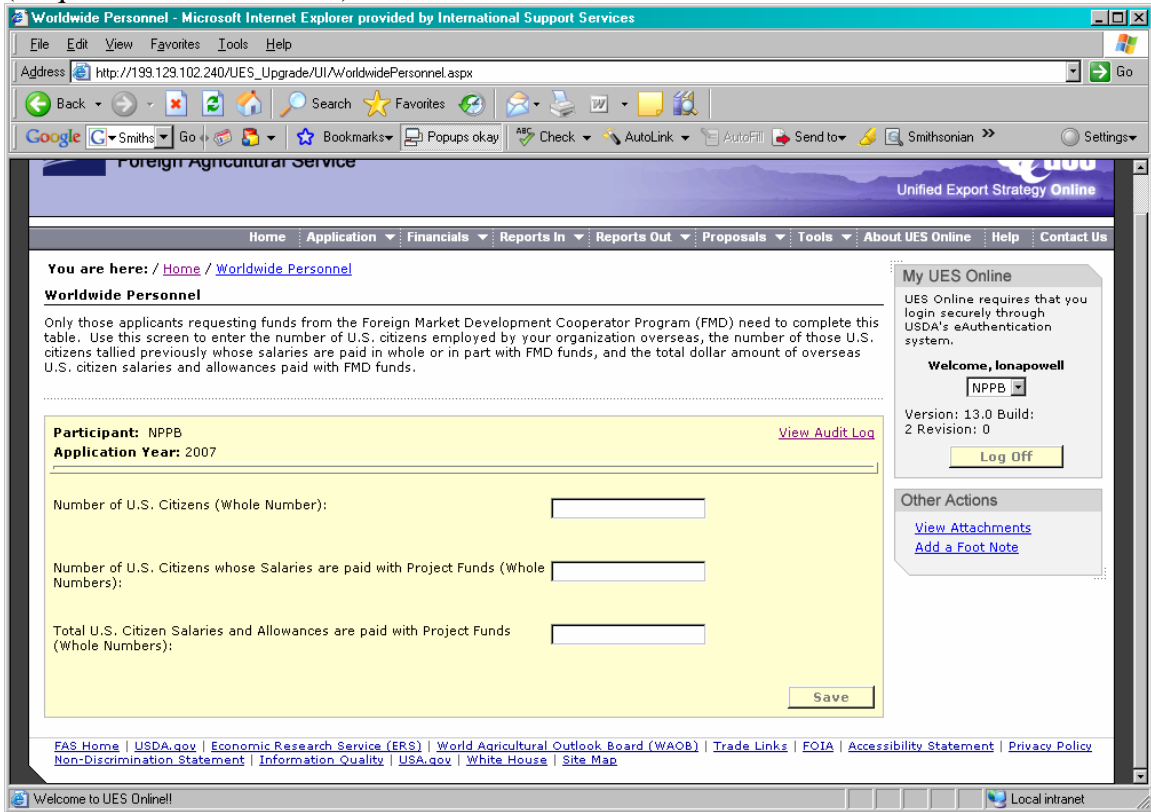 Worldwide Personnel - Microsoft Internet Explorer provided by International Support Services
File Edit View Favorites Tools Help
Address http://199.129.102.240/UES_Upgrade/UI/WorldwidePersonnel.aspx Go
Back Search Favorites
Google Smiths Go Bookmarks Popups okay ABC Check AutoLink AutoFill Send to Smithsonian >> Settings
Foreign Agricultural Service
Unified Export Strategy Online
Home Application Financials Reports In Reports Out Proposals Tools About UES Online Help Contact Us
You are here: / Home / Worldwide Personnel
Worldwide Personnel
Only those applicants requesting funds from the Foreign Market Development Cooperator Program (FMD) need to complete this
table. Use this screen to enter the number of U.S. citizens employed by your organization overseas, the number of those U.S.
citizens tallied previously whose salaries are paid in whole or in part with FMD funds, and the total dollar amount of overseas
U.S. citizen salaries and allowances paid with FMD funds.
Participant: NPPB View Audit Log
Application Year: 2007
Number of U.S. Citizens (Whole Number):
Number of U.S. Citizens whose Salaries are paid with Project Funds (Whole
Numbers):
Total U.S. Citizen Salaries and Allowances are paid with Project Funds
(Whole Numbers):
Save
My UES Online
UES Online requires that you
login securely through
USDA's eAuthentication
system.
Welcome, lonapowell
NPPB
Version: 13.0 Build:
2 Revision: 0
Log Off
Other Actions
View Attachments
Add a Foot Note
FAS Home | USDA.gov | Economic Research Service (ERS) | World Agricultural Outlook Board (WAOB) | Trade Links | FOIA | Accessibility Statement | Privacy Policy
Non-Discrimination Statement | Information Quality | USA.gov | White House | Site Map
Welcome to UES Online!! Local intranet